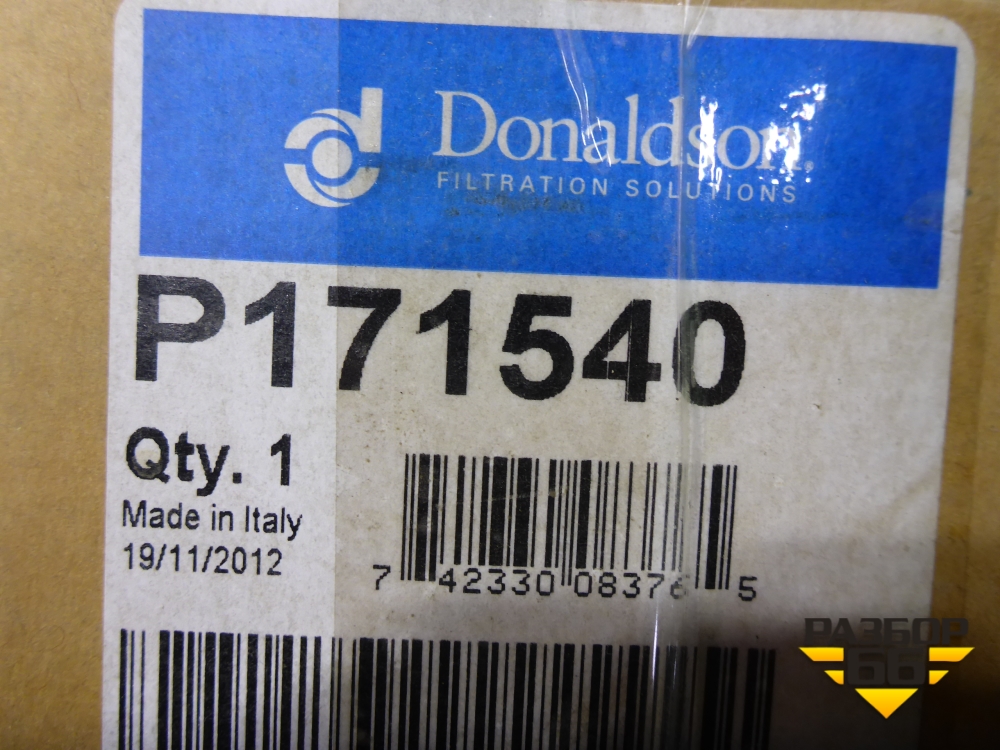 Donaldson®
FILTRATION SOLUTIONS
P171540
Qty. 1
Made in Italy
19/11/2012
7 42330 08376 5
РАЗБОР
66